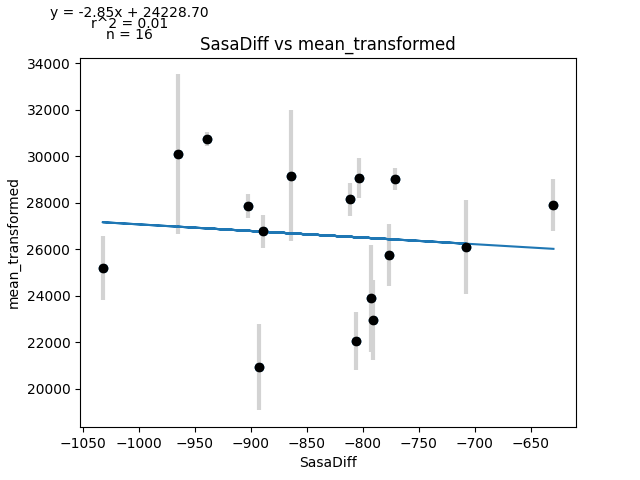 y = -2.85x + 24228.70
r^2 = 0.01
n = 16
SasaDiff vs mean_transformed
34000
32000
30000
28000
26000
24000
22000
20000
mean_transformed
−1050 −1000 −950 −900 −850 −800 −750 −700 −650
SasaDiff